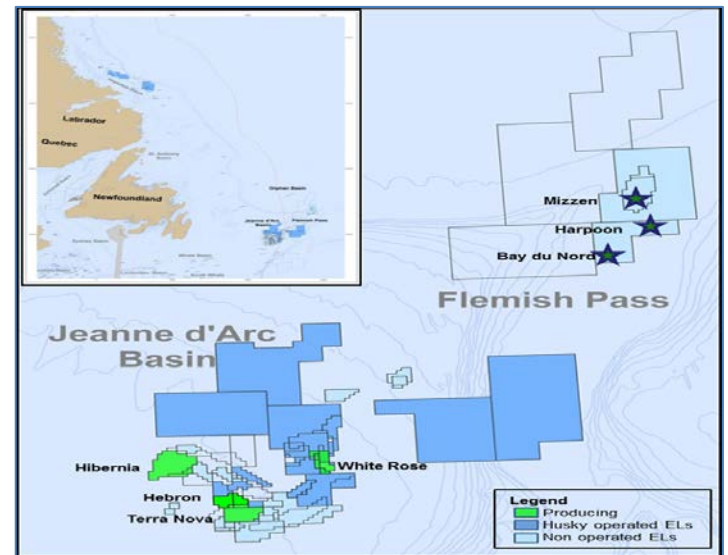 Labrador
Quebec
Newfoundland
Orphan Basin
Jeanne d'Arc
Basin
Flemish Pass
Mizzen
Harpoon
Bay du Nord
Flemish Pass
Jeanne d'Arc
Basin
Hibernia
White Rose
Hebron
Terra Nova
Legend
Producing
Husky operated ELs
Non operated ELs